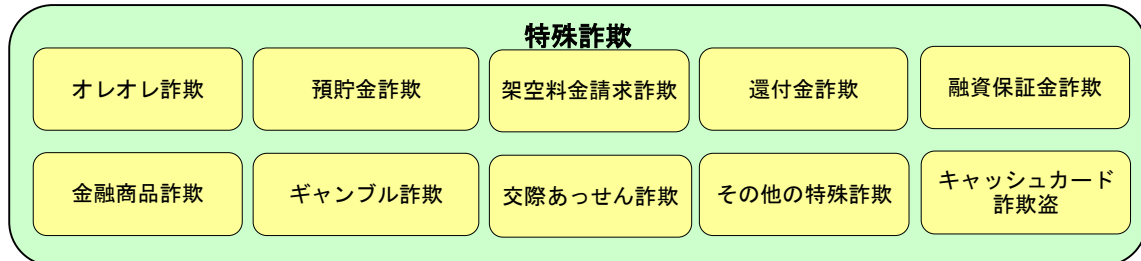 特殊詐欺
オレオレ詐欺
預貯金詐欺
架空料金請求詐欺
還付金詐欺
融資保証金詐欺
金融商品詐欺
ギャンブル詐欺
交際あっせん詐欺
その他の特殊詐欺
キャッシュカード
詐欺盗